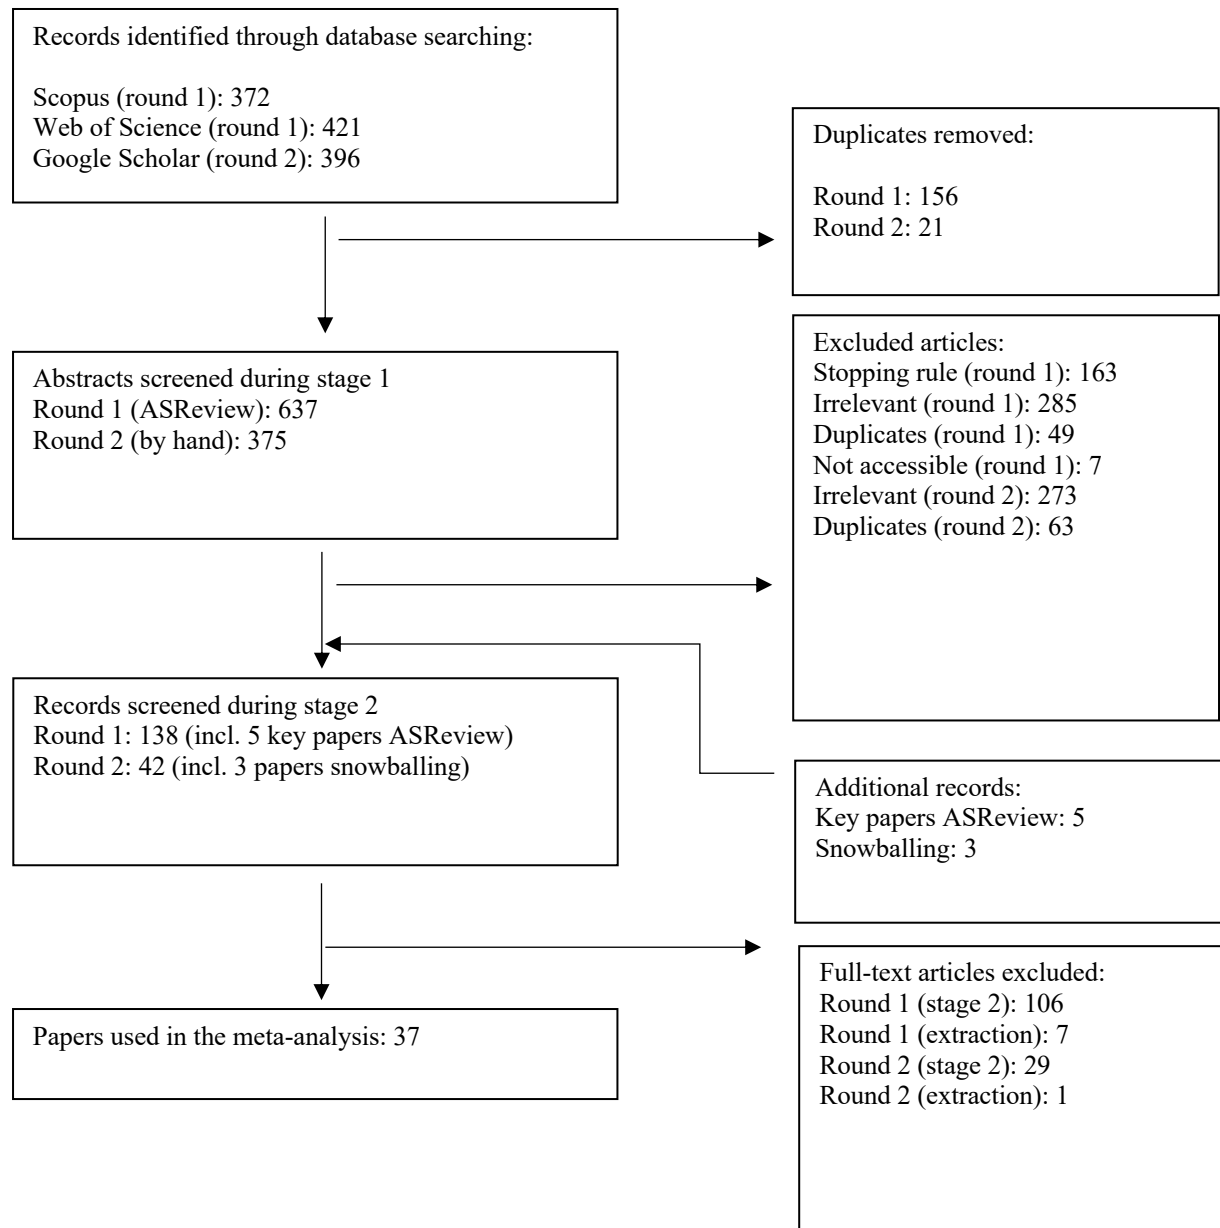 Records identified through database searching:
Scopus (round 1): 372
Web of Science (round 1): 421
Google Scholar (round 2): 396
Duplicates removed:
Round 1: 156
Round 2: 21
Abstracts screened during stage 1
Round 1 (ASReview): 637
Round 2 (by hand): 375
Excluded articles:
Stopping rule (round 1): 163
Irrelevant (round 1): 285
Duplicates (round 1): 49
Not accessible (round 1): 7
Irrelevant (round 2): 273
Duplicates (round 2): 63
Records screened during stage 2
Round 1: 138 (incl. 5 key papers ASReview)
Round 2: 42 (incl. 3 papers snowballing)
Additional records:
Key papers ASReview: 5
Snowballing: 3
Full-text articles excluded:
Round 1 (stage 2): 106
Round 1 (extraction): 7
Round 2 (stage 2): 29
Round 2 (extraction): 1
Papers used in the meta-analysis: 37